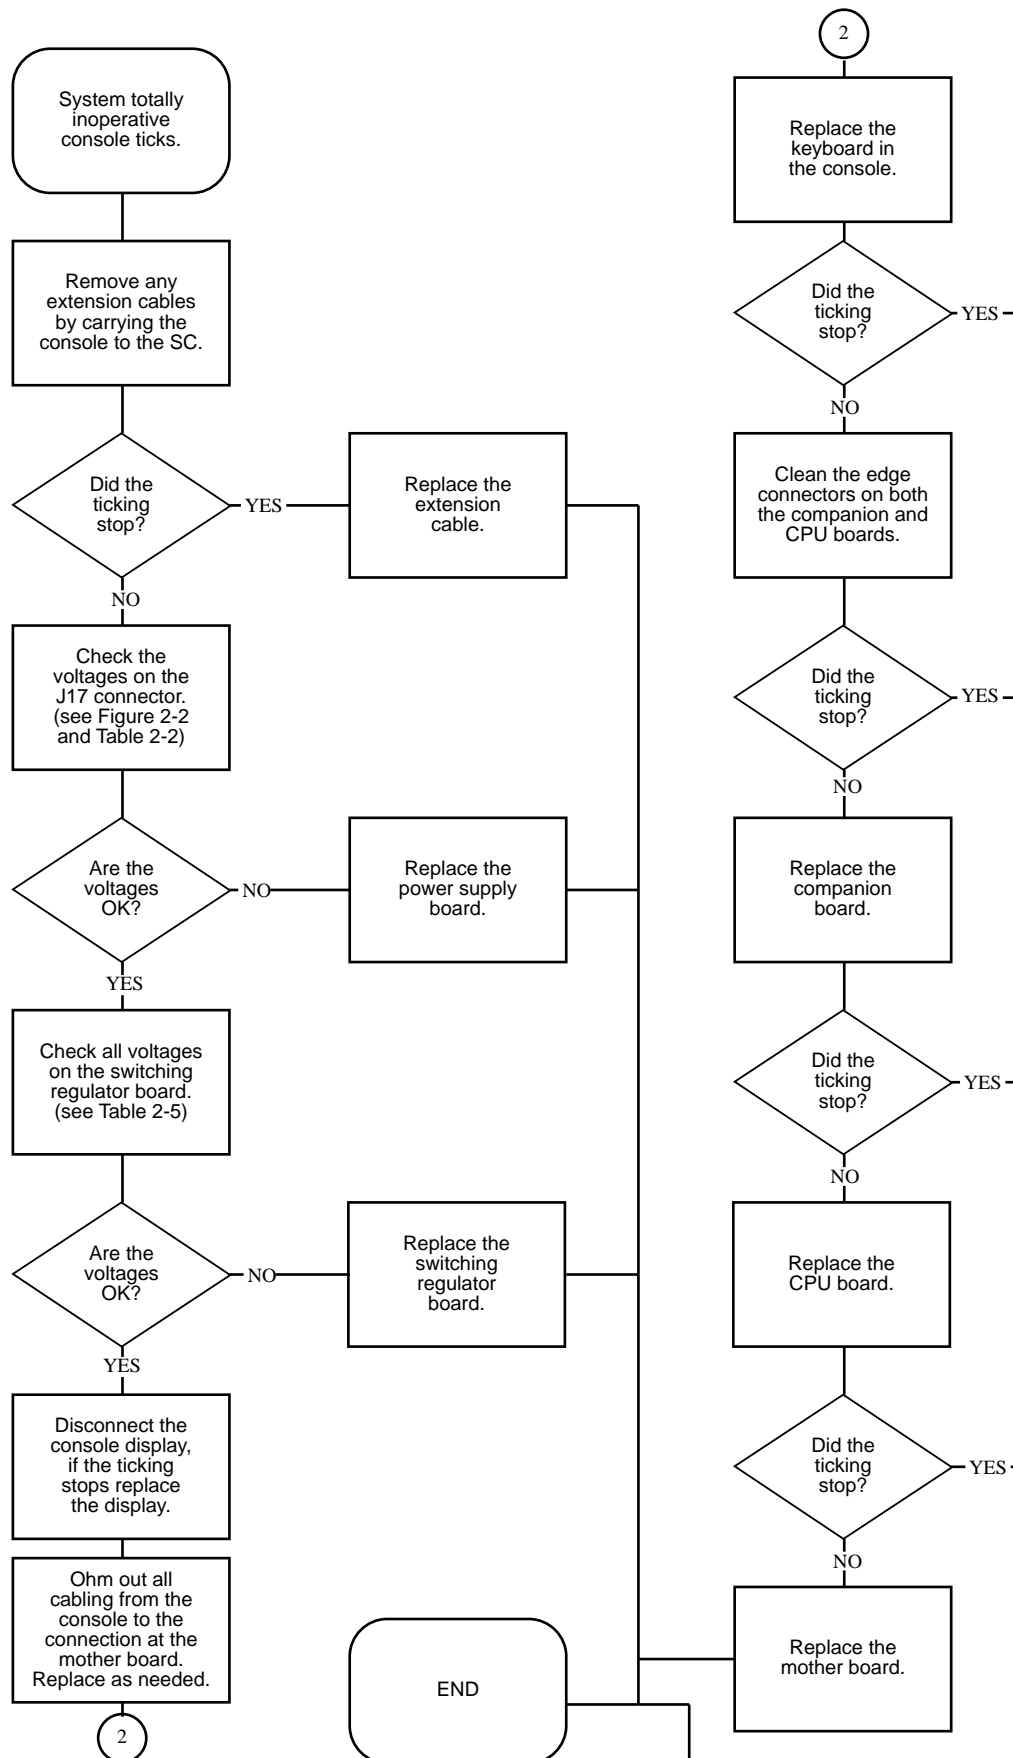 System totally
inoperative
console ticks.
Remove any
extension cables
by carrying the
console to the SC.
Did the
ticking
stop?
YES
Replace the
extension
cable.
NO
Check the
voltages on the
J17 connector.
(see Figure 2-2
and Table 2-2)
Are the
voltages
OK?
NO
Replace the
power supply
board.
YES
Check all voltages
on the switching
regulator board.
(see Table 2-5)
Are the
voltages
OK?
NO
Replace the
switching
regulator
board.
YES
Disconnect the
console display,
if the ticking
stops replace
the display.
Ohm out all
cabling from the
console to the
connection at the
mother board.
Replace as needed.
2
END
2
Replace the
keyboard in
the console.
Did the
ticking
stop?
YES
NO
Clean the edge
connectors on both
the companion and
CPU boards.
Did the
ticking
stop?
YES
NO
Replace the
companion
board.
Did the
ticking
stop?
YES
NO
Replace the
CPU board.
Did the
ticking
stop?
YES
NO
Replace the
mother board.